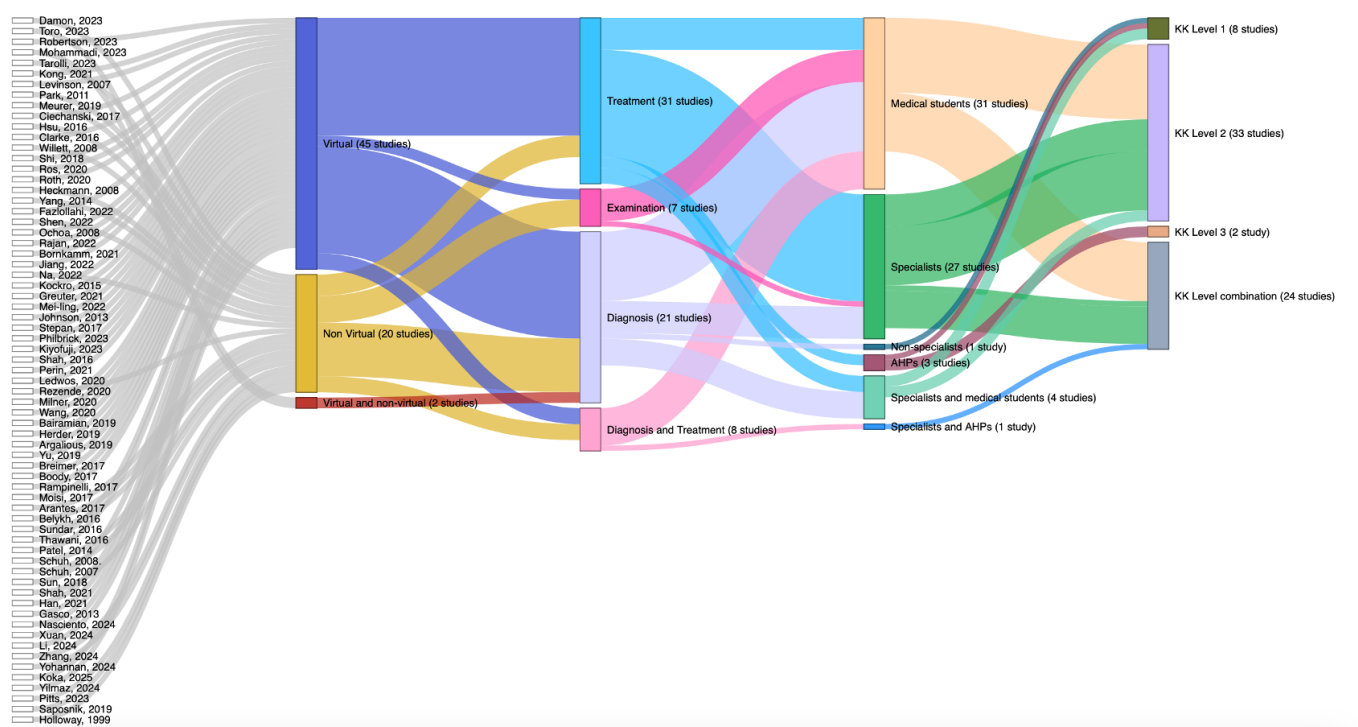 Damon, 2023
Toro, 2023
Robertson, 2023
Mohammadi, 2023
Tarolli, 2023
Kong, 2021
Levinson, 2007
Park, 2011
Meurer, 2019
Ciechanski, 2017
Hsu, 2016
Clarke, 2016
Willett, 2008
Shi, 2018
Ros, 2020
Roth, 2020
Heckmann, 2008
Yang, 2014
Fazlollahi, 2022
Shen, 2022
Ochoa, 2008
Rajan, 2022
Bornkamm, 2021
Jiang, 2022
Na, 2022
Kockro, 2015
Greuter, 2021
Mei-ling, 2022
Johnson, 2013
Stepan, 2017
Philbrick, 2023
Kiyofuji, 2023
Shah, 2016
Perin, 2021
Ledwos, 2020
Rezende, 2020
Milner, 2020
Wang, 2020
Bairamian, 2019
Herder, 2019
Argalious, 2019
Yu, 2019
Breimer, 2017
Boody, 2017
Rampinelli, 2017
Moisi, 2017
Arantes, 2017
Belykh, 2016
Sundar, 2016
Thawani, 2016
Patel, 2014
Schuh, 2008.
Schuh, 2007
Sun, 2018
Shah, 2021
Han, 2021
Gasco, 2013
Nasciento, 2024
Xuan, 2024
Li, 2024
Zhang, 2024
Yohannan, 2024
Koka, 2025
Yilmaz, 2024
Pitts, 2023
Saposnik, 2019
Holloway, 1999
Virtual (45 studies)
Non Virtual (20 studies)
Virtual and non-virtual (2 studies)
Treatment (31 studies)
Examination (7 studies)
Diagnosis (21 studies)
Diagnosis and Treatment (8 studies)
Medical students (31 studies)
Specialists (27 studies)
Non-specialists (1 study)
AHPs (3 studies)
Specialists and medical students (4 studies)
Specialists and AHPs (1 study)
KK Level 1 (8 studies)
KK Level 2 (33 studies)
KK Level 3 (2 study)
KK Level combination (24 studies)